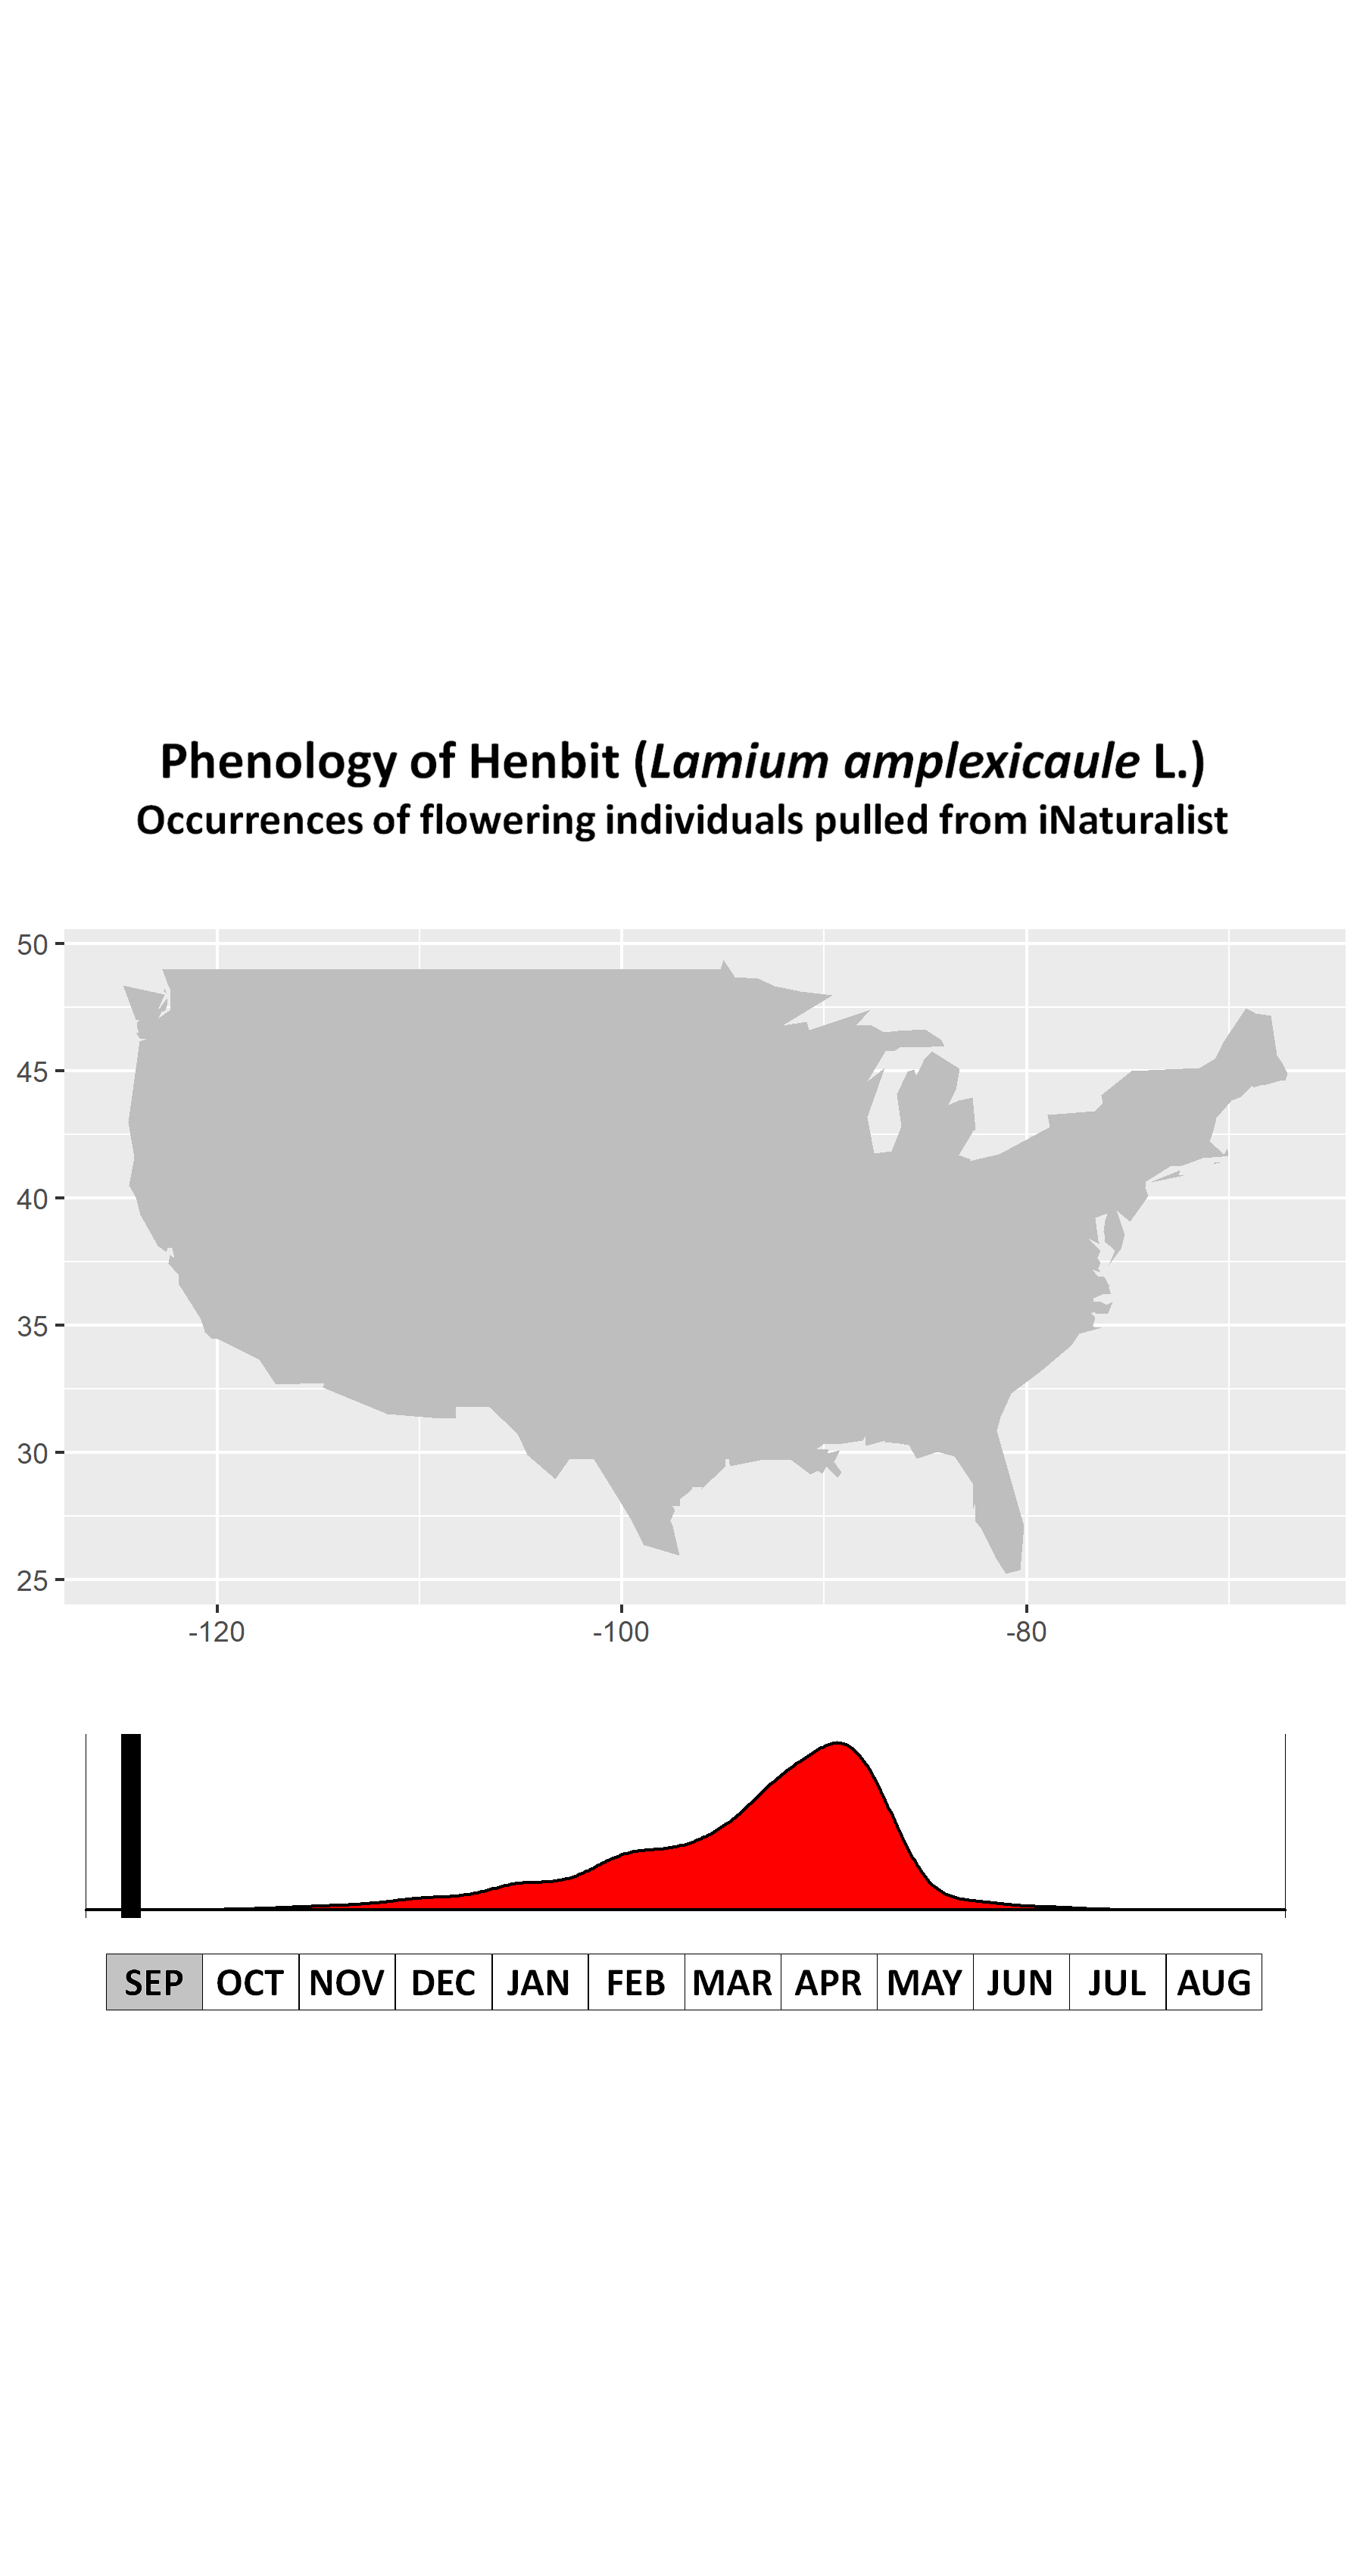 Phenology of Henbit (Lamium amplexicaule L.)
Occurrences of flowering individuals pulled from iNaturalist
50
45
40
35
30
25
-120 -100 -80
SEP OCT NOV DEC JAN FEB MAR APR MAY JUN JUL AUG